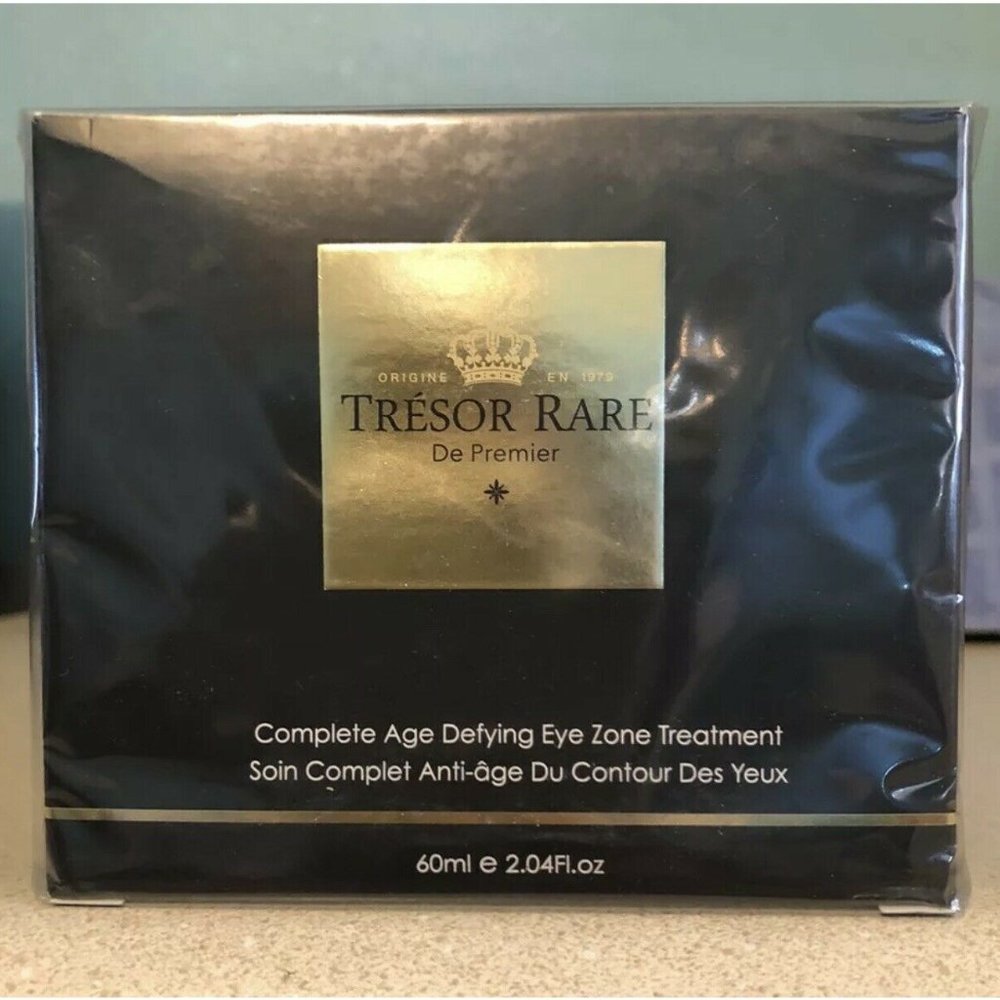 ORIGINE EN 1979
TRÉSOR RARE
De Premier
Complete Age Defying Eye Zone Treatment
Soin Complet Anti-âge Du Contour Des Yeux
60ml e 2.04Fl.oz